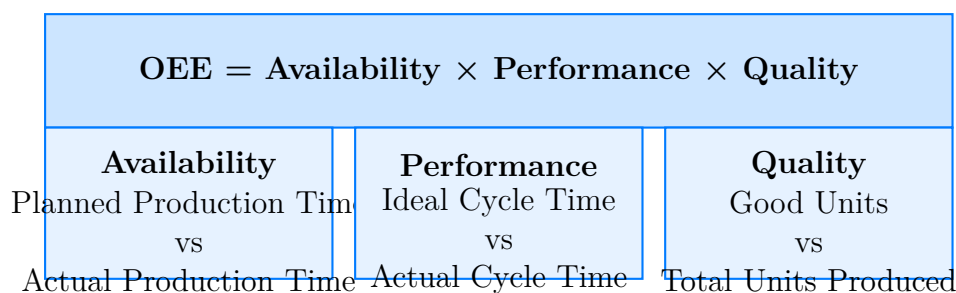 OEE = Availability × Performance × Quality
Availability
Planned Production Time
vs
Actual Production Time
Performance
Ideal Cycle Time
vs
Actual Cycle Time
Quality
Good Units
vs
Total Units Produced